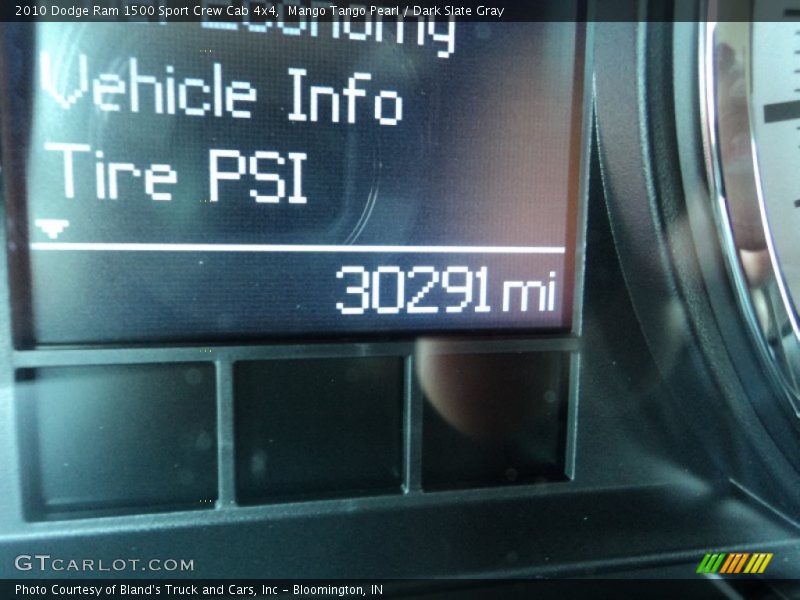 2010 Dodge Ram 1500 Sport Crew Cab 4x4, Mango Tango Pearl / Dark Slate Gray
Economy
Vehicle Info
Tire PSI
30291 mi
GTCARLOT.COM
Photo Courtesy of Bland's Truck and Cars, Inc - Bloomington, IN